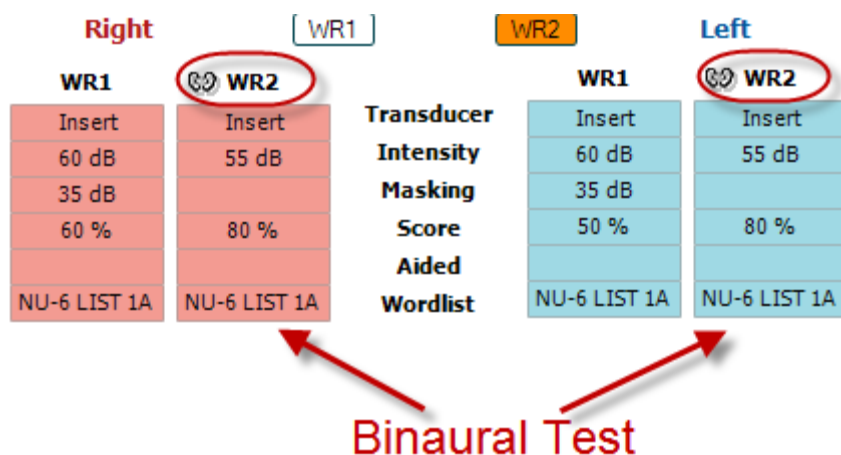 Right WR1 WR2 Left
WR1 WR2 WR1 WR2
Insert Insert Transducer Insert Insert
60 dB 55 dB Intensity 60 dB 55 dB
35 dB Masking 35 dB
60 % 80 % Score 50 % 80 %
Aided
NU-6 LIST 1A NU-6 LIST 1A Wordlist NU-6 LIST 1A NU-6 LIST 1A
Binaural Test